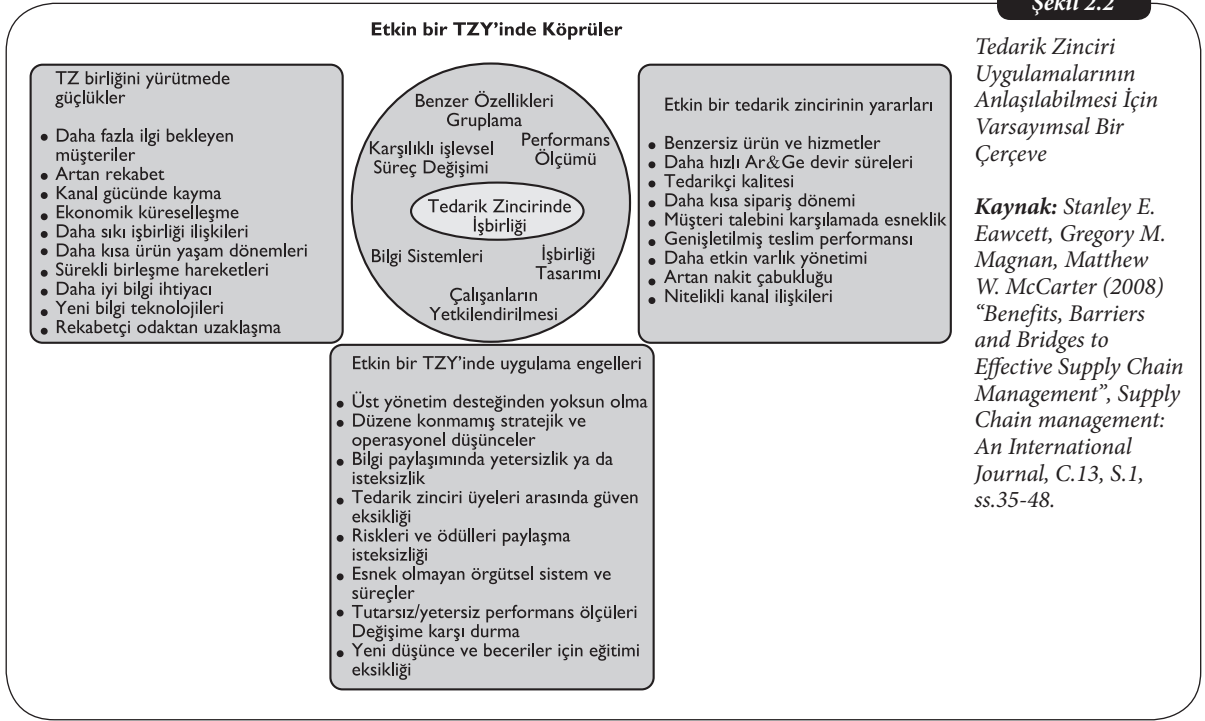 Şekil 2.2
Etkin bir TZY’inde Köprüler
TZ birliğini yürütmede
güçlükler
• Daha fazla ilgi bekleyen
müşteriler
• Artan rekabet
• Kanal gücünde kayma
• Ekonomik küreselleşme
• Daha sıkı işbirliği ilişkileri
• Daha kısa ürün yaşam dönemleri
• Sürekli birleşme hareketleri
• Daha iyi bilgi ihtiyacı
• Yeni bilgi teknolojileri
• Rekabetçi odaktan uzaklaşma
Benzer Özellikleri
Gruplama
Karşılıklı işlevsel
Süreç Değişimi
Performans
Ölçümü
Tedarik Zincirinde
İşbirliği
Bilgi Sistemleri
İşbirliği
Tasarımı
Çalışanların
Yetkilendirilmesi
Etkin bir tedarik zincirinin yararları
• Benzersiz ürün ve hizmetler
• Daha hızlı Ar&Ge devir süreleri
• Tedarikçi kalitesi
• Daha kısa sipariş dönemi
• Müşteri talebini karşılamada esneklik
• Genişletilmiş teslim performansı
• Daha etkin varlık yönetimi
• Artan nakit çabukluğu
• Nitelikli kanal ilişkileri
Etkin bir TZY’inde uygulama engelleri
• Üst yönetim desteğinden yoksun olma
• Düzene konmamış stratejik ve
operasyonel düşünceler
• Bilgi paylaşımında yetersizlik ya da
isteksizlik
• Tedarik zinciri üyeleri arasında güven
eksikliği
• Riskleri ve ödülleri paylaşma
isteksizliği
• Esnek olmayan örgütsel sistem ve
süreçler
• Tutarsız/yetersiz performans ölçüleri
Değişime karşı durma
• Yeni düşünce ve beceriler için eğitimi
eksikliği
Tedarik Zinciri
Uygulamalarının
Anlaşılabilmesi İçin
Varsayımsal Bir
Çerçeve
Kaynak: Stanley E.
Eawcett, Gregory M.
Magnan, Matthew
W. McCarter (2008)
“Benefits, Barriers
and Bridges to
Effective Supply Chain
Management”, Supply
Chain management:
An International
Journal, C.13, S.1,
ss.35-48.